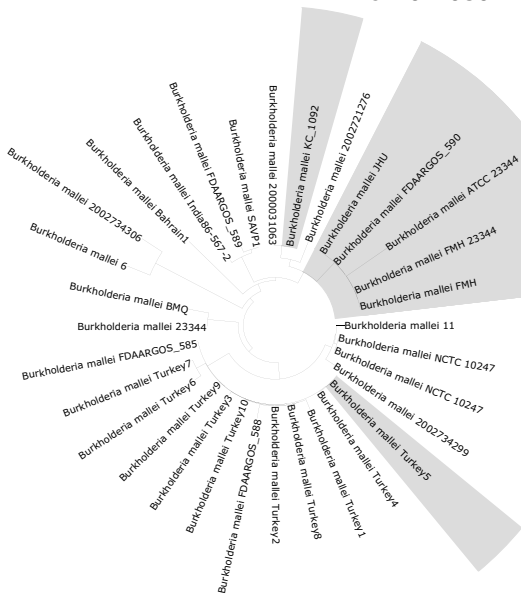 Burkholderia mallei KC_1092
Burkholderia mallei 2002721276
Burkholderia mallei JHU
Burkholderia mallei FDAARGOS_590
Burkholderia mallei ATCC 23344
Burkholderia mallei FMH 23344
Burkholderia mallei FMH
Burkholderia mallei 11
Burkholderia mallei NCTC 10247
Burkholderia mallei NCTC 10247
Burkholderia mallei 2002734299
Burkholderia mallei Turkey5
Burkholderia mallei Turkey4
Burkholderia mallei Turkey1
Burkholderia mallei Turkey8
Burkholderia mallei Turkey2
Burkholderia mallei FDAARGOS_588
Burkholderia mallei Turkey10
Burkholderia mallei Turkey3
Burkholderia mallei Turkey9
Burkholderia mallei Turkey6
Burkholderia mallei Turkey7
Burkholderia mallei FDAARGOS_585
Burkholderia mallei 23344
Burkholderia mallei BMQ
Burkholderia mallei 6
Burkholderia mallei 2002734306
Burkholderia mallei Bahrain1
Burkholderia mallei India86-567-2
Burkholderia mallei FDAARGOS_589
Burkholderia mallei SAVP1
Burkholderia mallei 2000031063